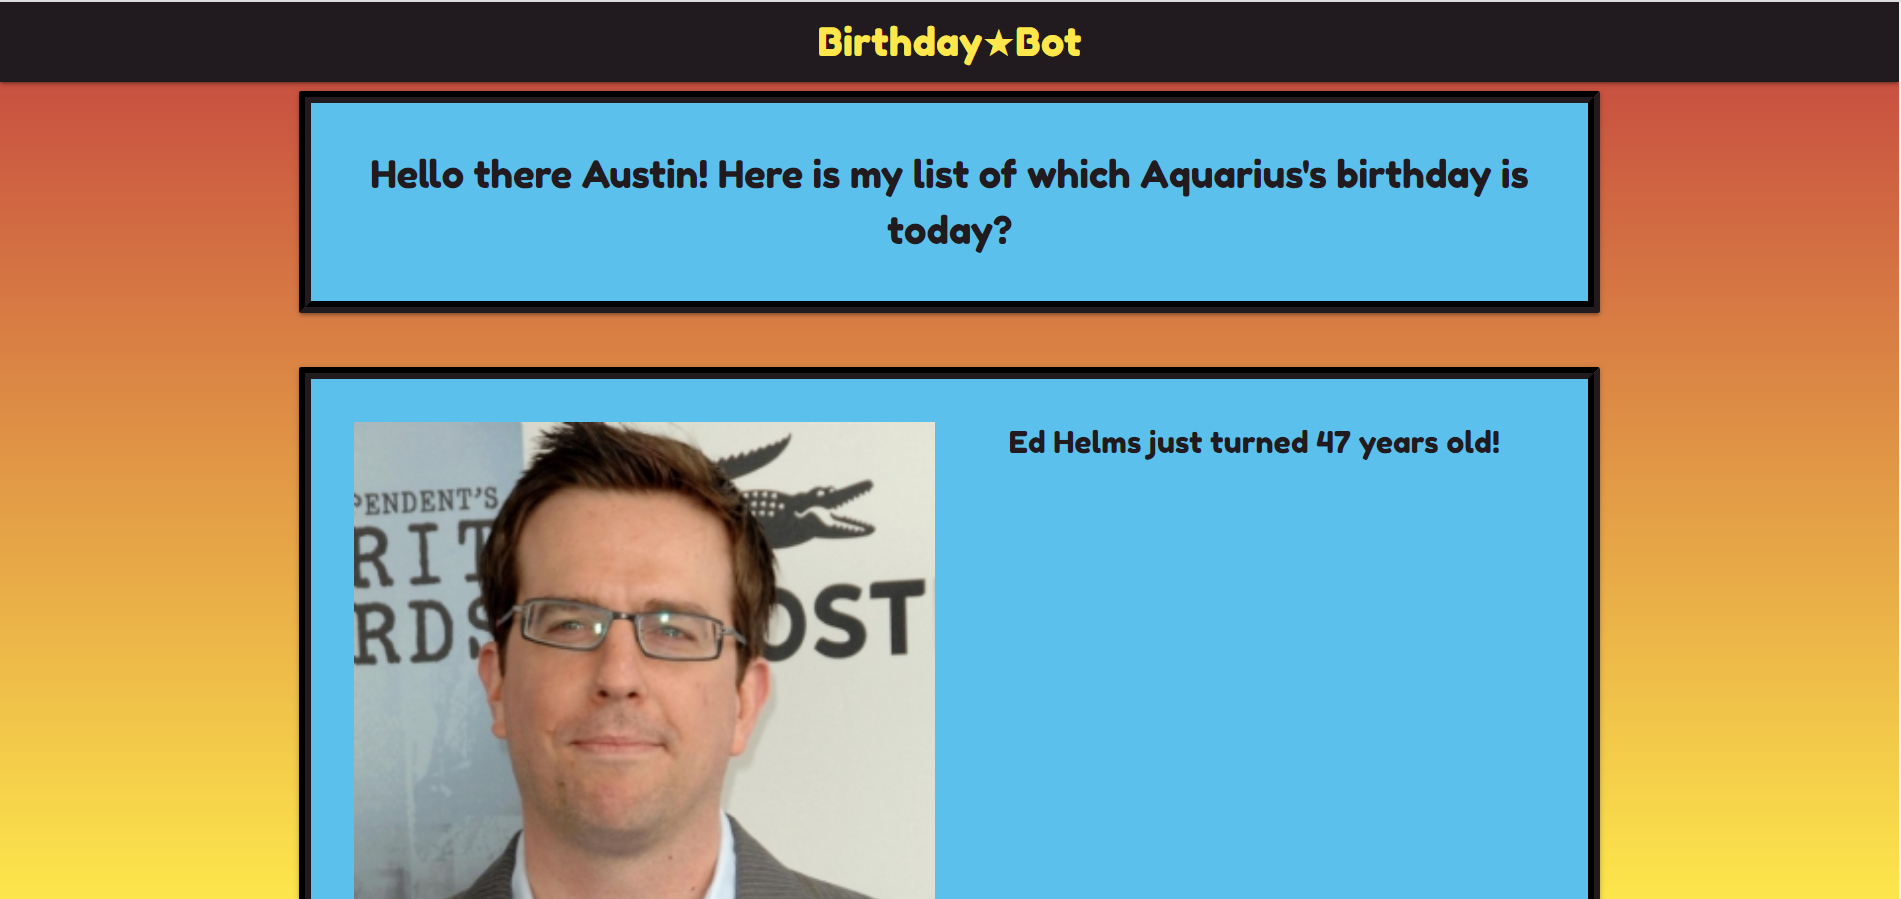 Birthday★Bot
Hello there Austin! Here is my list of which Aquarius's birthday is
today?
Ed Helms just turned 47 years old!
PENDENT'S
RIT
RDS
OST